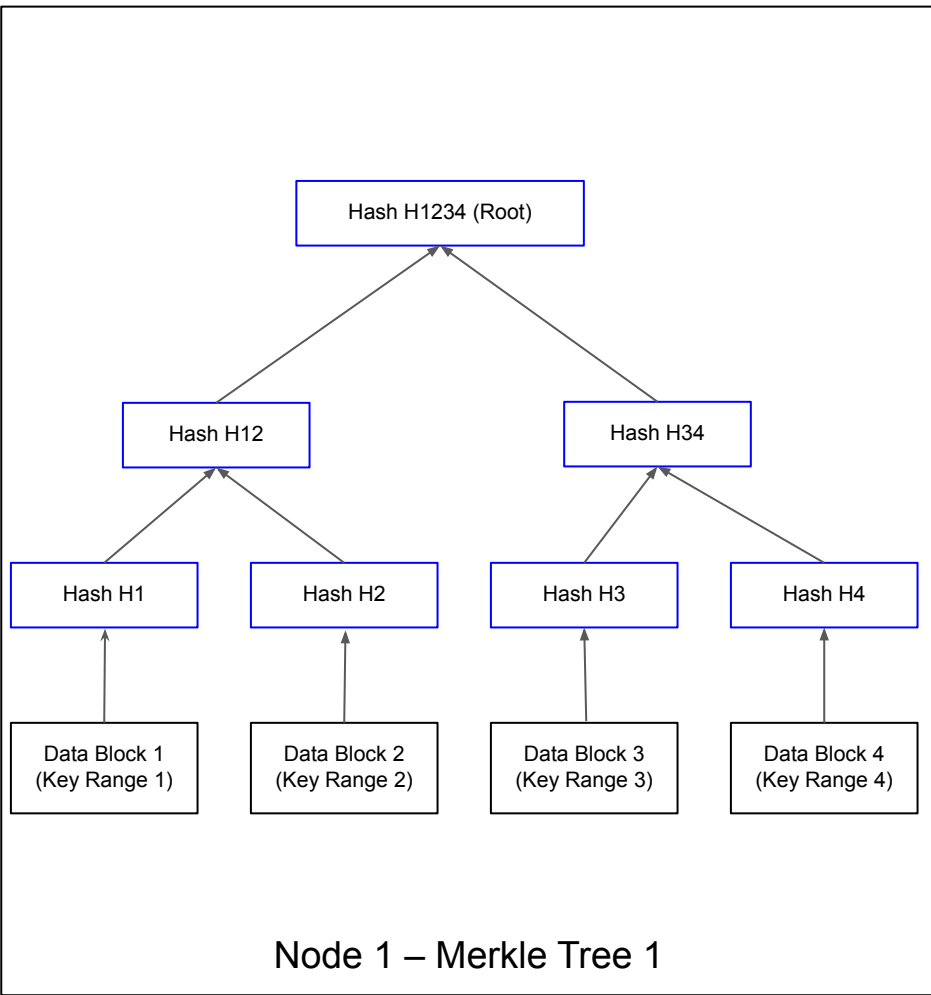 Hash H1234 (Root)
Hash H12
Hash H34
Hash H1
Hash H2
Hash H3
Hash H4
Data Block 1
(Key Range 1)
Data Block 2
(Key Range 2)
Data Block 3
(Key Range 3)
Data Block 4
(Key Range 4)
Node 1 – Merkle Tree 1